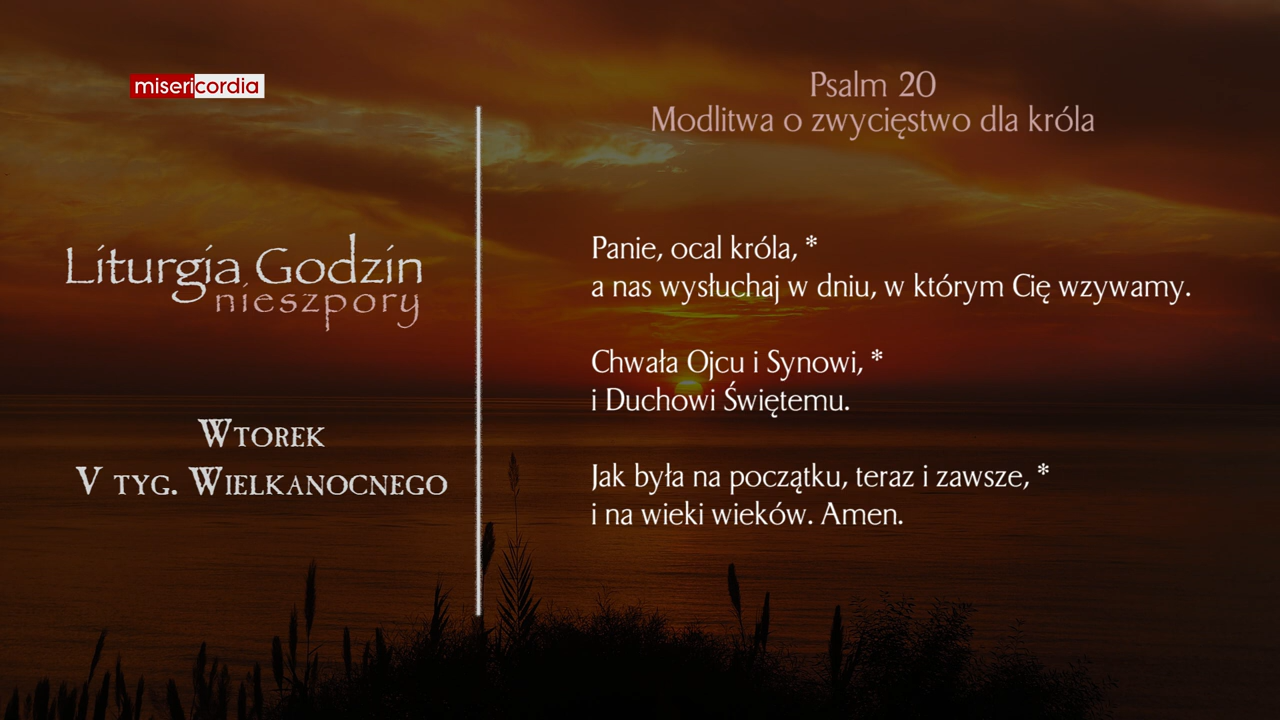 misericordia
Liturgia Godzin
nieszpory
Wtorek
V tyg. Wielkanocnego
Psalm 20
Modlitwa o zwycięstwo dla króla
Panie, ocal króla, *
a nas wysłuchaj w dniu, w którym Cię wzywamy.
Chwała Ojcu i Synowi, *
i Duchowi Świętemu.
Jak była na początku, teraz i zawsze, *
i na wieki wieków. Amen.